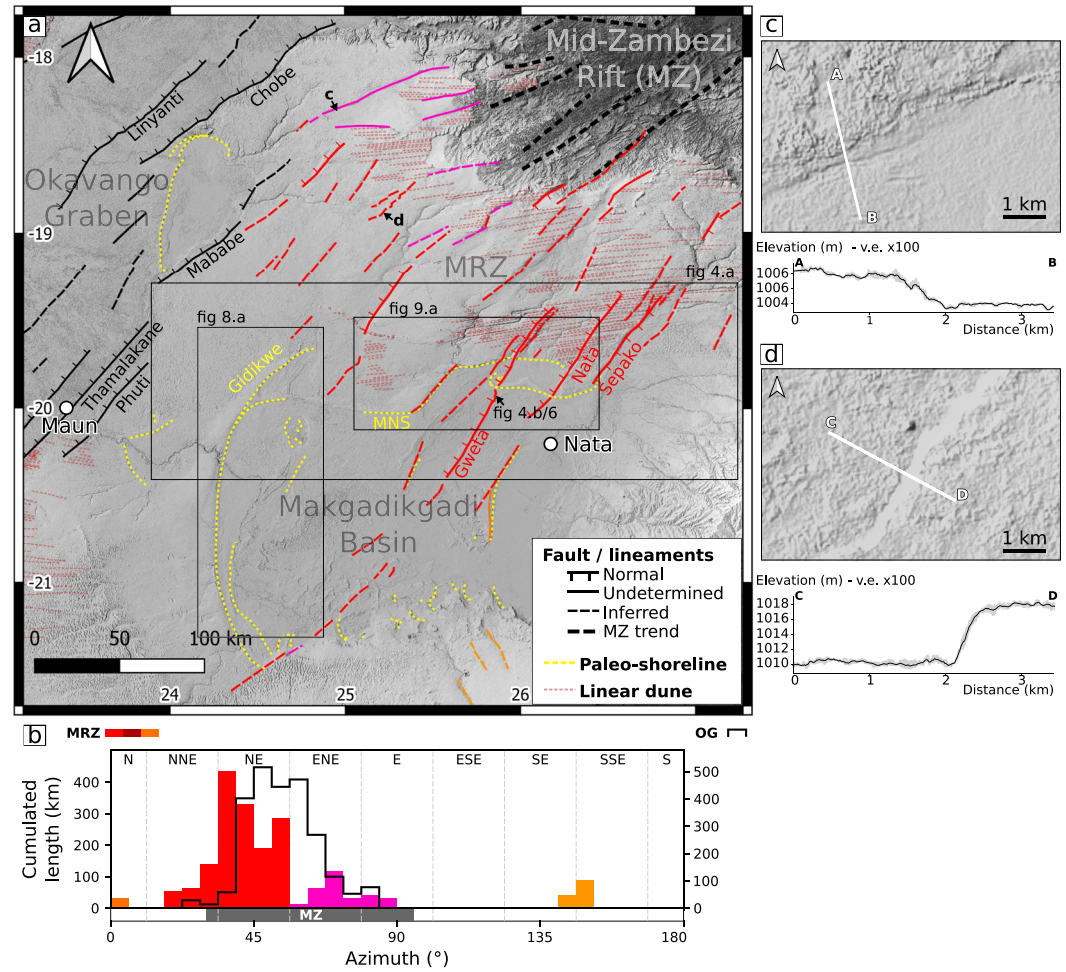 a
Mid-Zambezi
Rift (MZ)
-18
c
Chobe
Linyanti
Okavango
Graben
d
-19
Mababe
MRZ
fig 4.a
fig 9.a
fig 8.a
Gidikwe
Thamalakane
Phuti
Nata
Sepako
-20
Maun
MNS
fig 4.b/6
Gweta
Nata
Makgadikgadi
Basin
-21
Fault / lineaments
Normal
Undetermined
Inferred
MZ trend
Paleo-shoreline
Linear dune
0 50 100 km
24 25 26
b
MRZ
OG
N NNE NE ENE E ESE SE SSE S
Cumulated
length (km)
400
300
200
100
0
500
400
300
200
100
0
MZ
0 45 90 135 180
Azimuth (°)
c
A
B
1 km
Elevation (m) - v.e. x100
A B
1006
1006
1004
0 1 2 3
Distance (km)
d
C
D
1 km
Elevation (m) - v.e. x100
C D
1018
1016
1014
1012
1010
0 1 2 3
Distance (km)